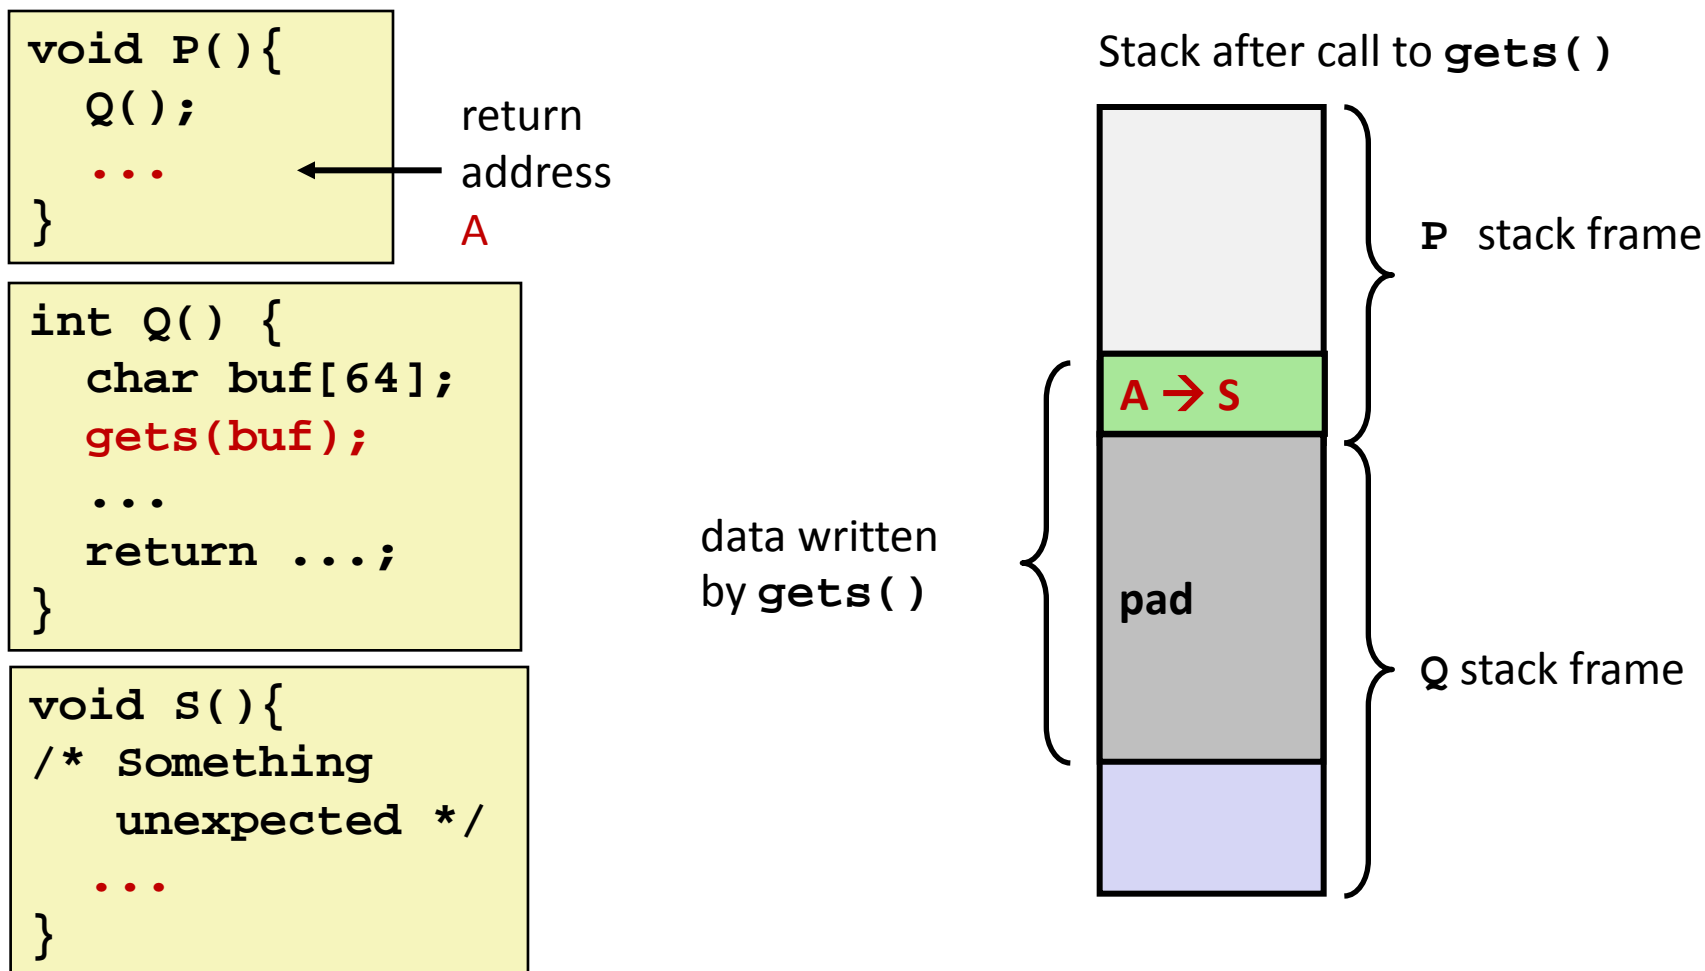 void P(){
  Q();
  ...
}
return
address
A
int Q() {
  char buf[64];
  gets(buf);
  ...
  return ...;
}
void S(){
/* Something
   unexpected */
  ...
}
Stack after call to gets()
P stack frame
A → S
data written
by gets()
pad
Q stack frame